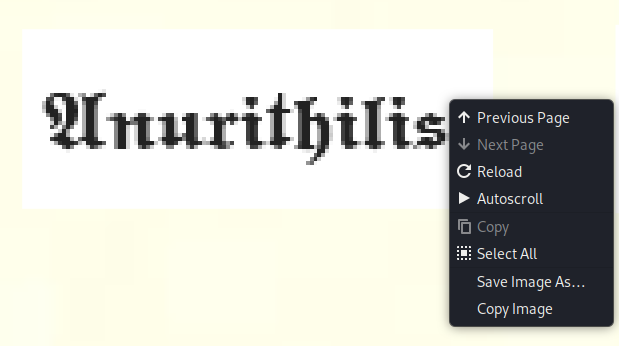 Anurithilis
Previous Page
Next Page
Reload
Autoscroll
Copy
Select All
Save Image As...
Copy Image